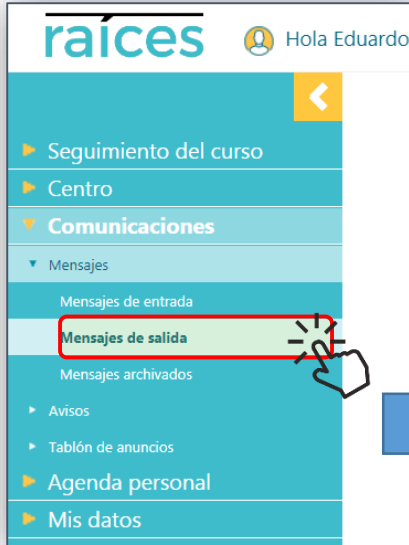 raíces
Hola Eduardo
Seguimiento del curso
Centro
Comunicaciones
Mensajes
Mensajes de entrada
Mensajes de salida
Mensajes archivados
Avisos
Tablón de anuncios
Agenda personal
Mis datos